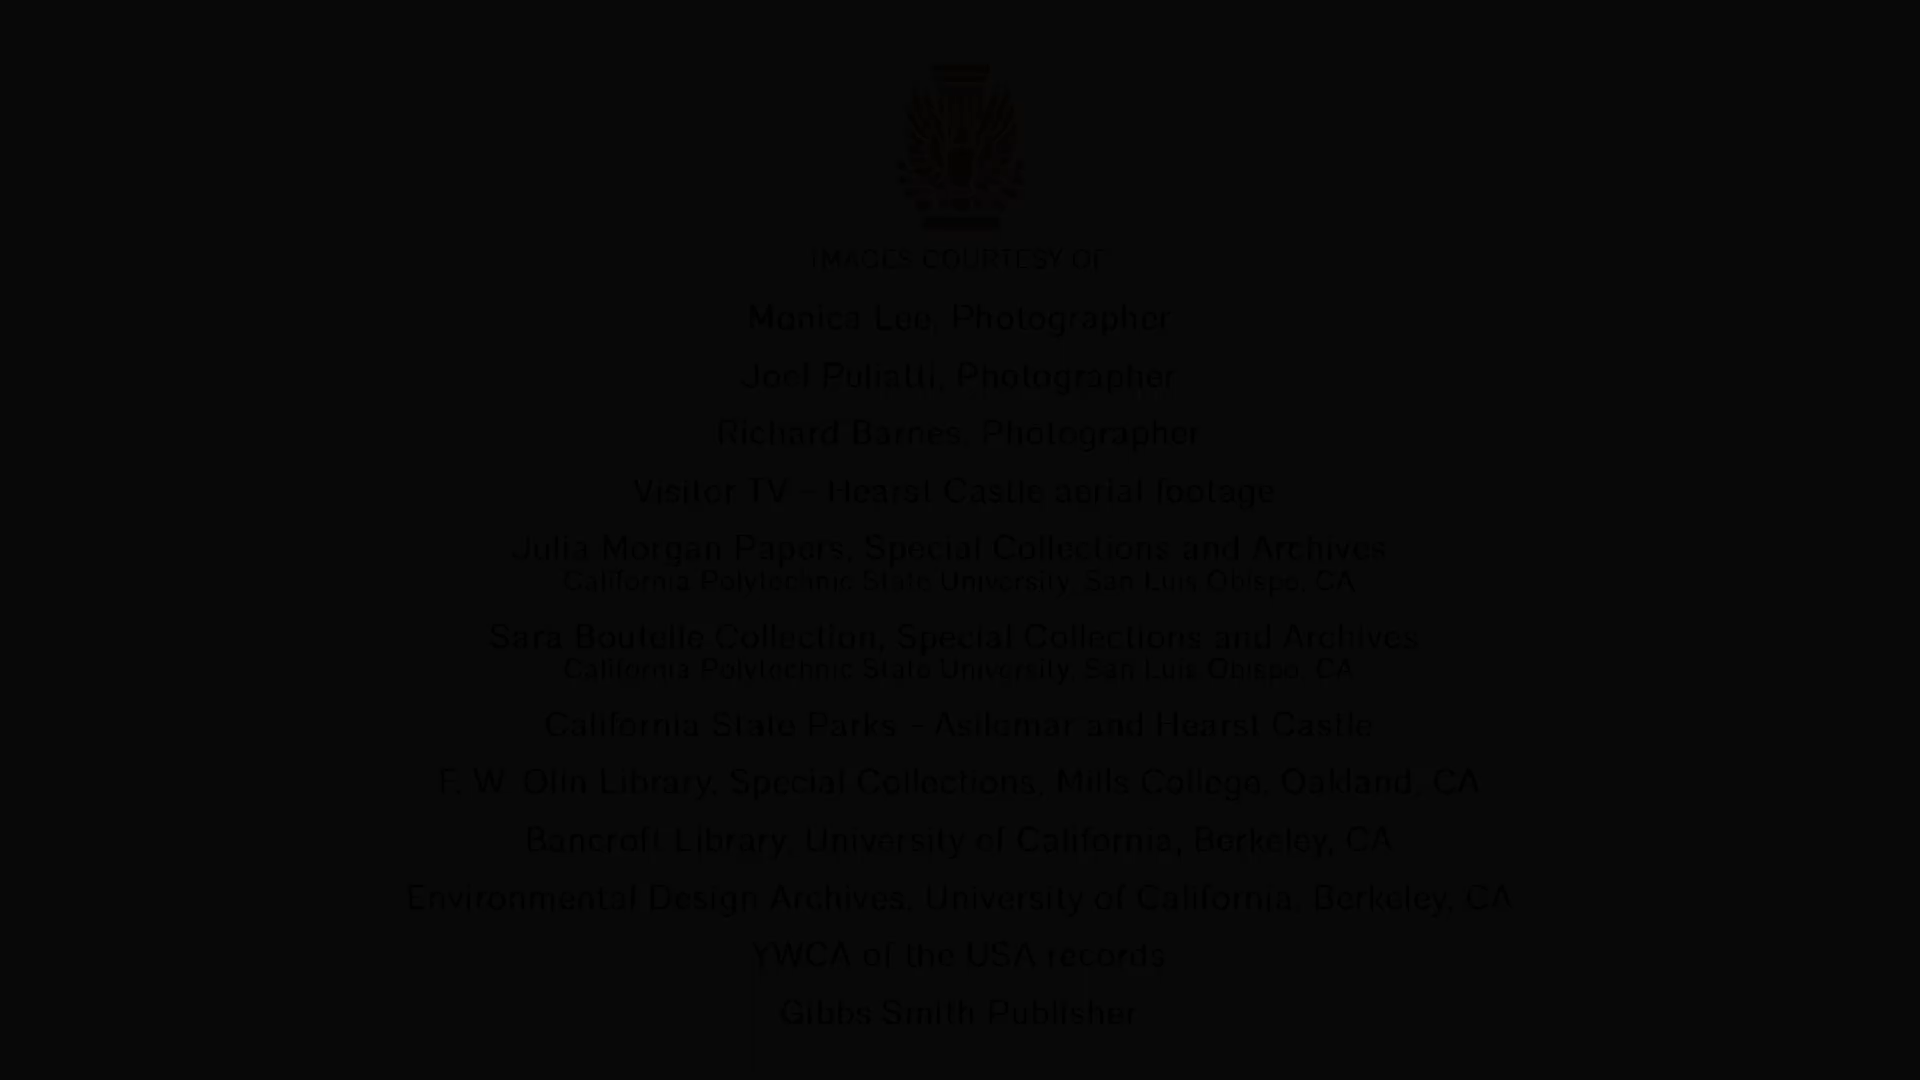 IMAGES COURTESY OF
Monica Lee, Photographer
Joel Puliatti, Photographer
Richard Barnes, Photographer
Visitor TV – Hearst Castle aerial footage
Julia Morgan Papers, Special Collections and Archives
California Polytechnic State University, San Luis Obispo, CA
Sara Boutelle Collection, Special Collections and Archives
California Polytechnic State University, San Luis Obispo, CA
California State Parks – Asilomar and Hearst Castle
F. W. Olin Library, Special Collections, Mills College, Oakland, CA
Bancroft Library, University of California, Berkeley, CA
Environmental Design Archives, University of California, Berkeley, CA
YWCA of the USA records
Gibbs Smith Publisher